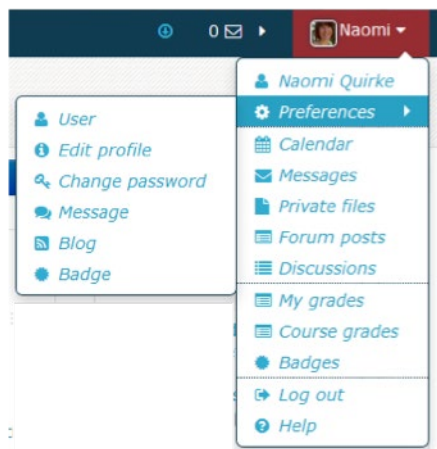 0
Naomi
Naomi Quirke
Preferences
Calendar
Messages
Private files
Forum posts
Discussions
My grades
Course grades
Badges
Log out
Help
User
Edit profile
Change password
Message
Blog
Badge